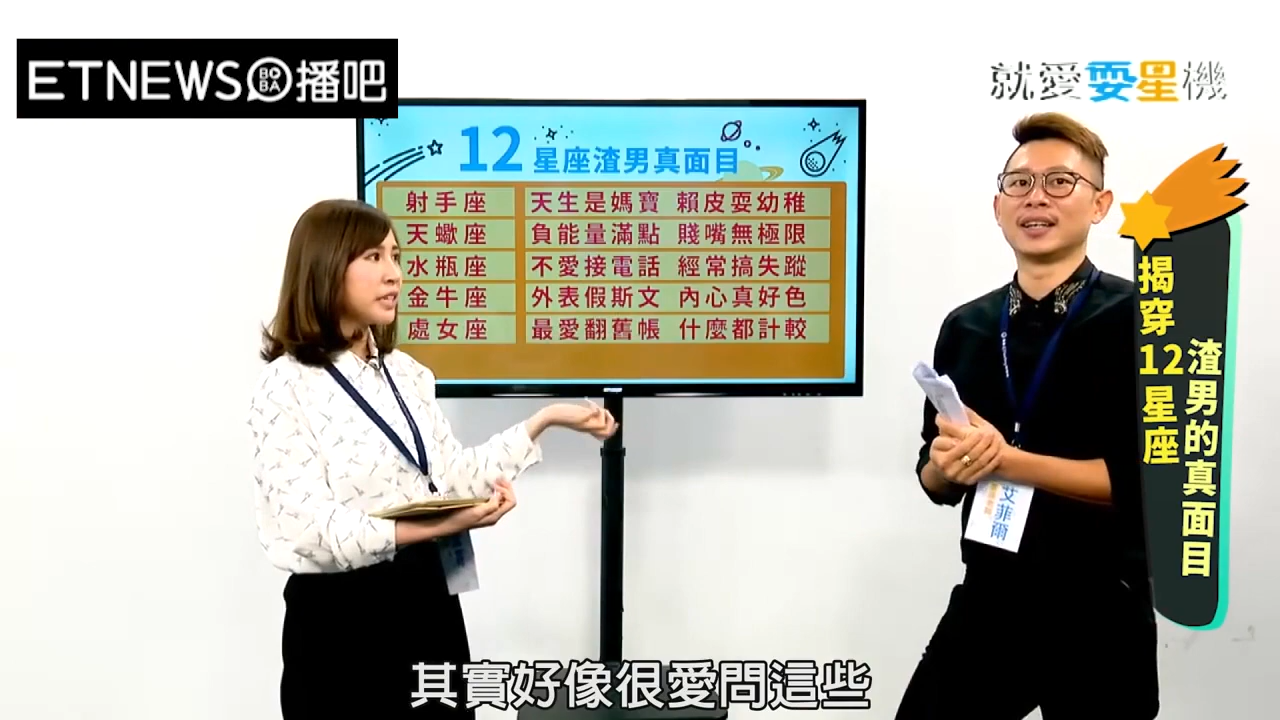 ETNEWS BOBA 播吧
就愛耍星機
12星座渣男真面目
射手座 天生是媽寶 賴皮耍幼稚
天蠍座 負能量滿點 賤嘴無極限
水瓶座 不愛接電話 經常搞失蹤
金牛座 外表假斯文 內心真好色
處女座 最愛翻舊帳 什麼都計較
揭穿12星座
渣男的真面目
艾菲爾
其實好像很愛問這些